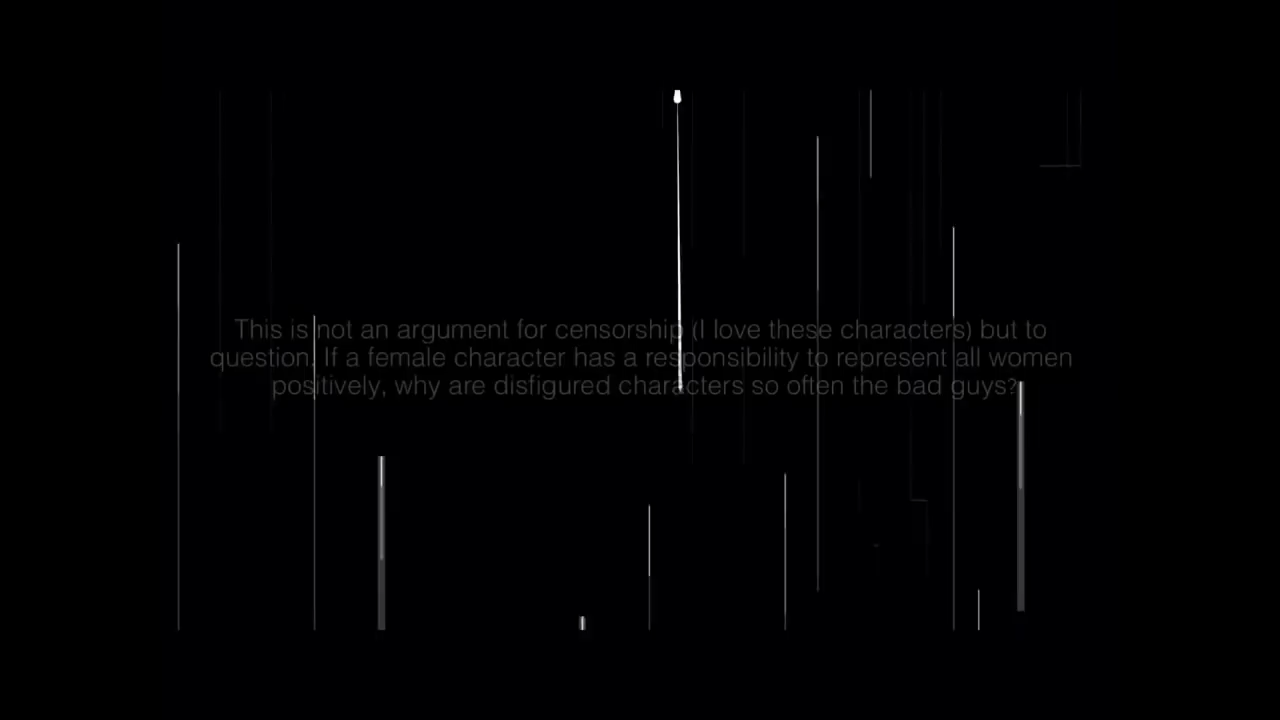 This is not an argument for censorship (I love these characters) but to
question. If a female character has a responsibility to represent all women
positively, why are disfigured characters so often the bad guys?